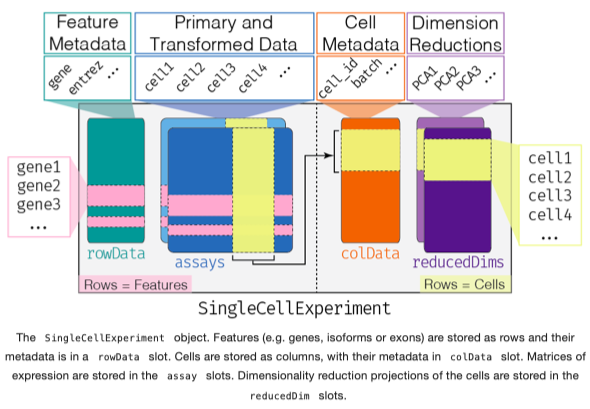 Feature
Metadata
Primary and
Transformed Data
Cell
Metadata
Dimension
Reductions
gene
entrez
...
cell1
cell2
cell3
cell4
...
cell_id
batch
...
PCA1
PCA2
PCA3
...
gene1
gene2
gene3
...
cell1
cell2
cell3
cell4
...
rowData
assays
colData
reducedDims
Rows = Features
Rows = Cells
SingleCellExperiment
The SingleCellExperiment object. Features (e.g. genes, isoforms or exons) are stored as rows and their
metadata is in a rowData slot. Cells are stored as columns, with their metadata in colData slot. Matrices of
expression are stored in the assay slots. Dimensionality reduction projections of the cells are stored in the
reducedDim slots.